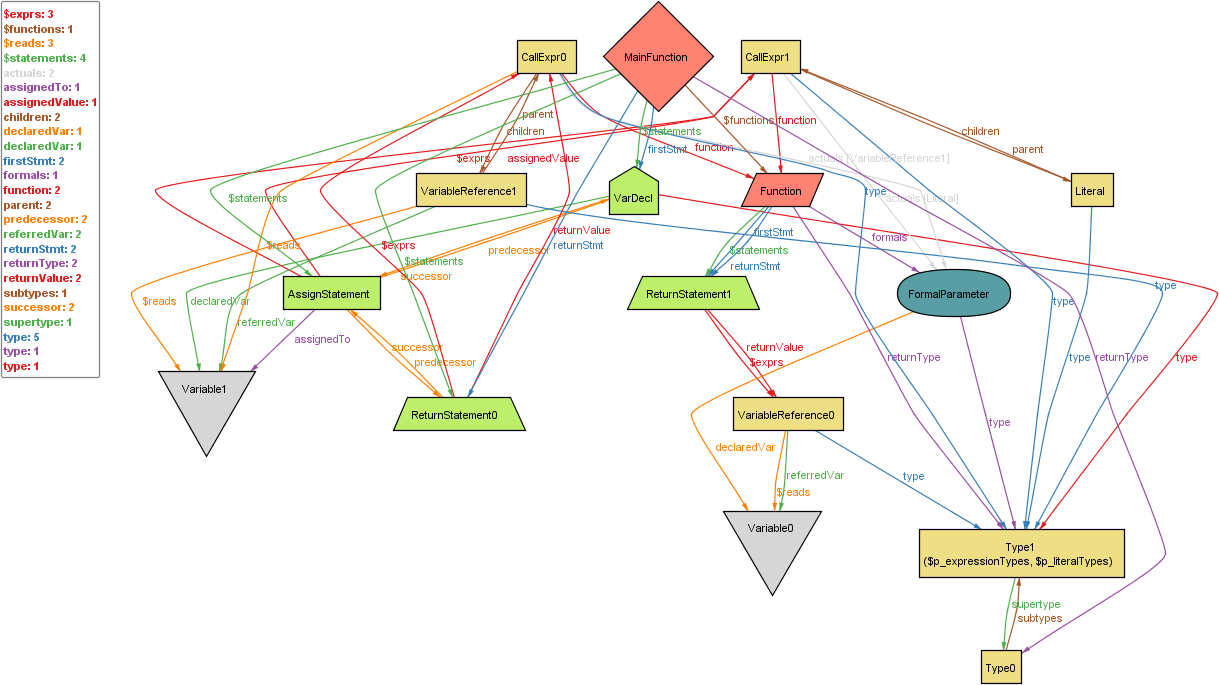 $exprs: 3
$functions: 1
$reads: 3
$statements: 4
actuals: 2
assignedTo: 1
assignedValue: 1
children: 2
declaredVar: 1
declaredVar: 1
firstStmt: 2
formals: 1
function: 2
parent: 2
predecessor: 2
referredVar: 2
returnStmt: 2
returnType: 2
returnValue: 2
subtypes: 1
successor: 2
supertype: 1
type: 5
type: 1
type: 1
CallExpr0
MainFunction
CallExpr1
parent
children
$functions
function
$statements
firstStmt
function
children
parent
$exprs
assignedValue
actuals [VariableReference1]
type
VariableReference1
VarDecl
Function
Literal
$statements
actuals [Literal]
returnValue
returnStmt
firstStmt
formals
$reads
$exprs
predecessor
$statements
returnStmt
$statements
successor
type
AssignStatement
ReturnStatement1
FormalParameter
$reads
declaredVar
type
referredVar
assignedTo
successor
predecessor
returnValue
$exprs
returnType
type
returnType
type
Variable1
ReturnStatement0
VariableReference0
type
declaredVar
referredVar
type
$reads
Variable0
Type1
($p_expressionTypes, $p_literalTypes)
supertype
subtypes
Type0